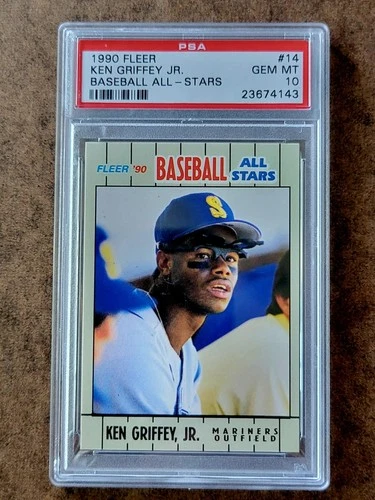 PSA
1990 FLEER #14
KEN GRIFFEY JR. GEM MT
BASEBALL ALL-STARS 10
23674143
FLEER '90 BASEBALL ALL STARS
S
KEN GRIFFEY, JR. MARINERS OUTFIELD